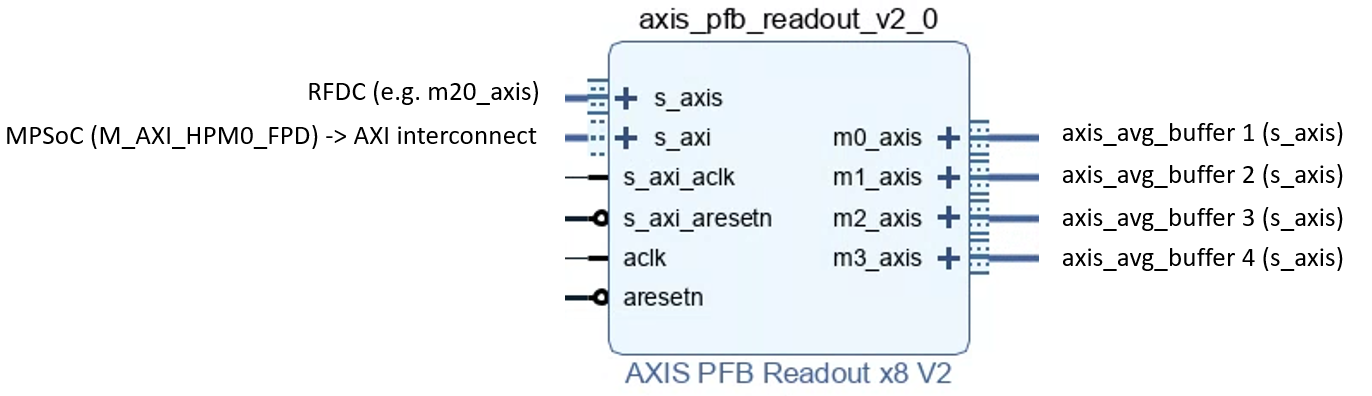 axis_pfb_readout_v2_0
RFDC (e.g. m20_axis)
s_axis
MPSoC (M_AXI_HPM0_FPD) -> AXI interconnect
s_axi
m0_axis
axis_avg_buffer 1 (s_axis)
s_axi_aclk
m1_axis
axis_avg_buffer 2 (s_axis)
s_axi_aresetn
m2_axis
axis_avg_buffer 3 (s_axis)
aclk
m3_axis
axis_avg_buffer 4 (s_axis)
aresetn
AXIS PFB Readout x8 V2